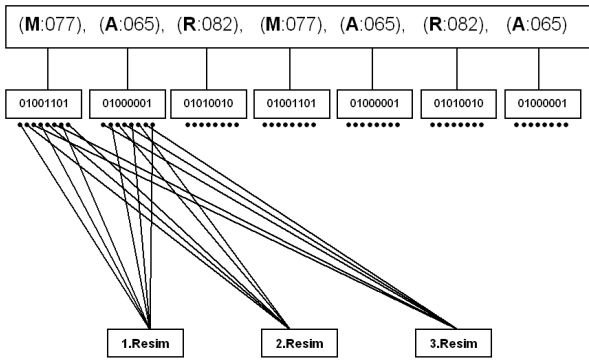 (M:077), (A:065), (R:082), (M:077), (A:065), (R:082), (A:065)
01001101 01000001 01010010 01001101 01000001 01010010 01000001
1.Resim 2.Resim 3.Resim